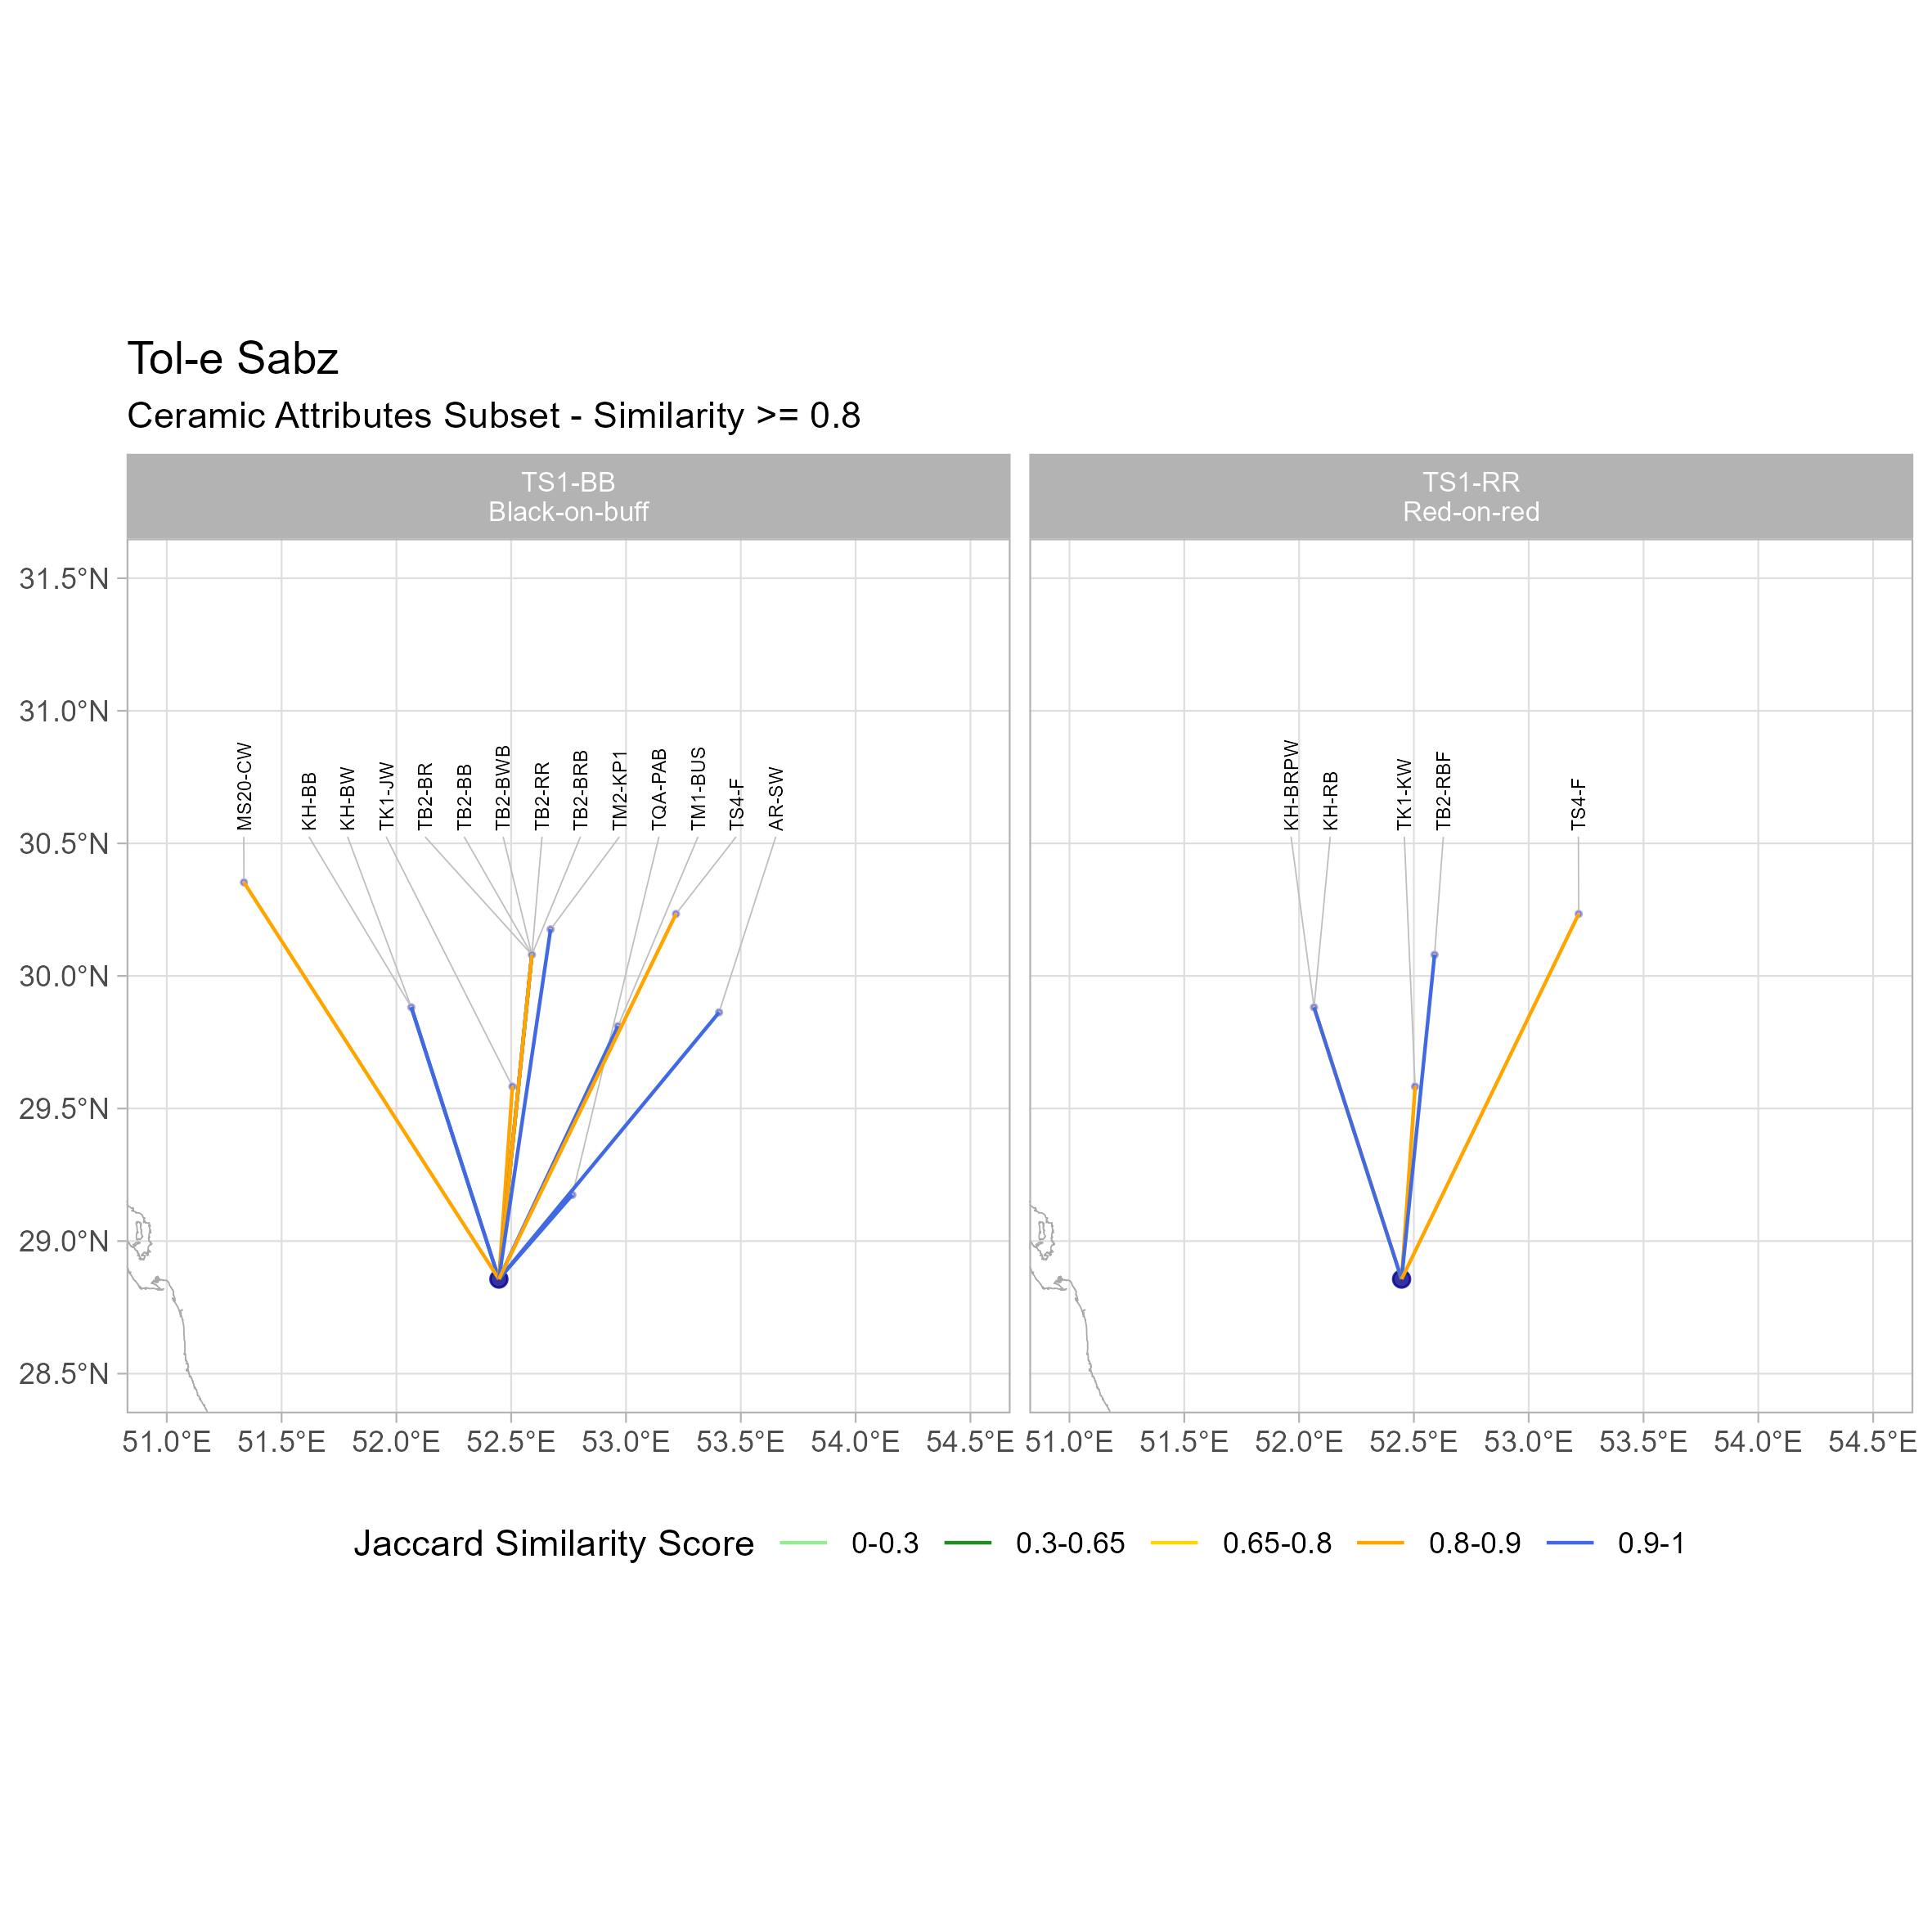 Tol-e Sabz
Ceramic Attributes Subset - Similarity >= 0.8
TS1-BB
Black-on-buff
TS1-RR
Red-on-red
31.5°N
31.0°N
30.5°N
30.0°N
29.5°N
29.0°N
28.5°N
MS20-CW
KH-BB
KH-BW
TK1-JW
TB2-BR
TB2-BB
TB2-BWB
TB2-RR
TB2-BRB
TM2-KP1
TQA-PAB
TM1-BUS
TS4-F
AR-SW
KH-BRPW
KH-RB
TK1-KW
TB2-RBF
TS4-F
51.0°E 51.5°E 52.0°E 52.5°E 53.0°E 53.5°E 54.0°E 54.5°E
51.0°E 51.5°E 52.0°E 52.5°E 53.0°E 53.5°E 54.0°E 54.5°E
Jaccard Similarity Score 0-0.3 0.3-0.65 0.65-0.8 0.8-0.9 0.9-1